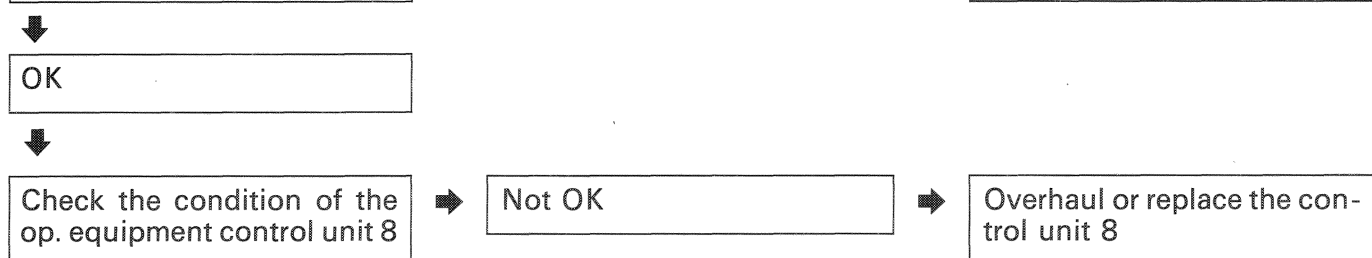 OK
Check the condition of the
op. equipment control unit 8
Not OK
Overhaul or replace the con-
trol unit 8